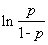 ln p / (1 - p)